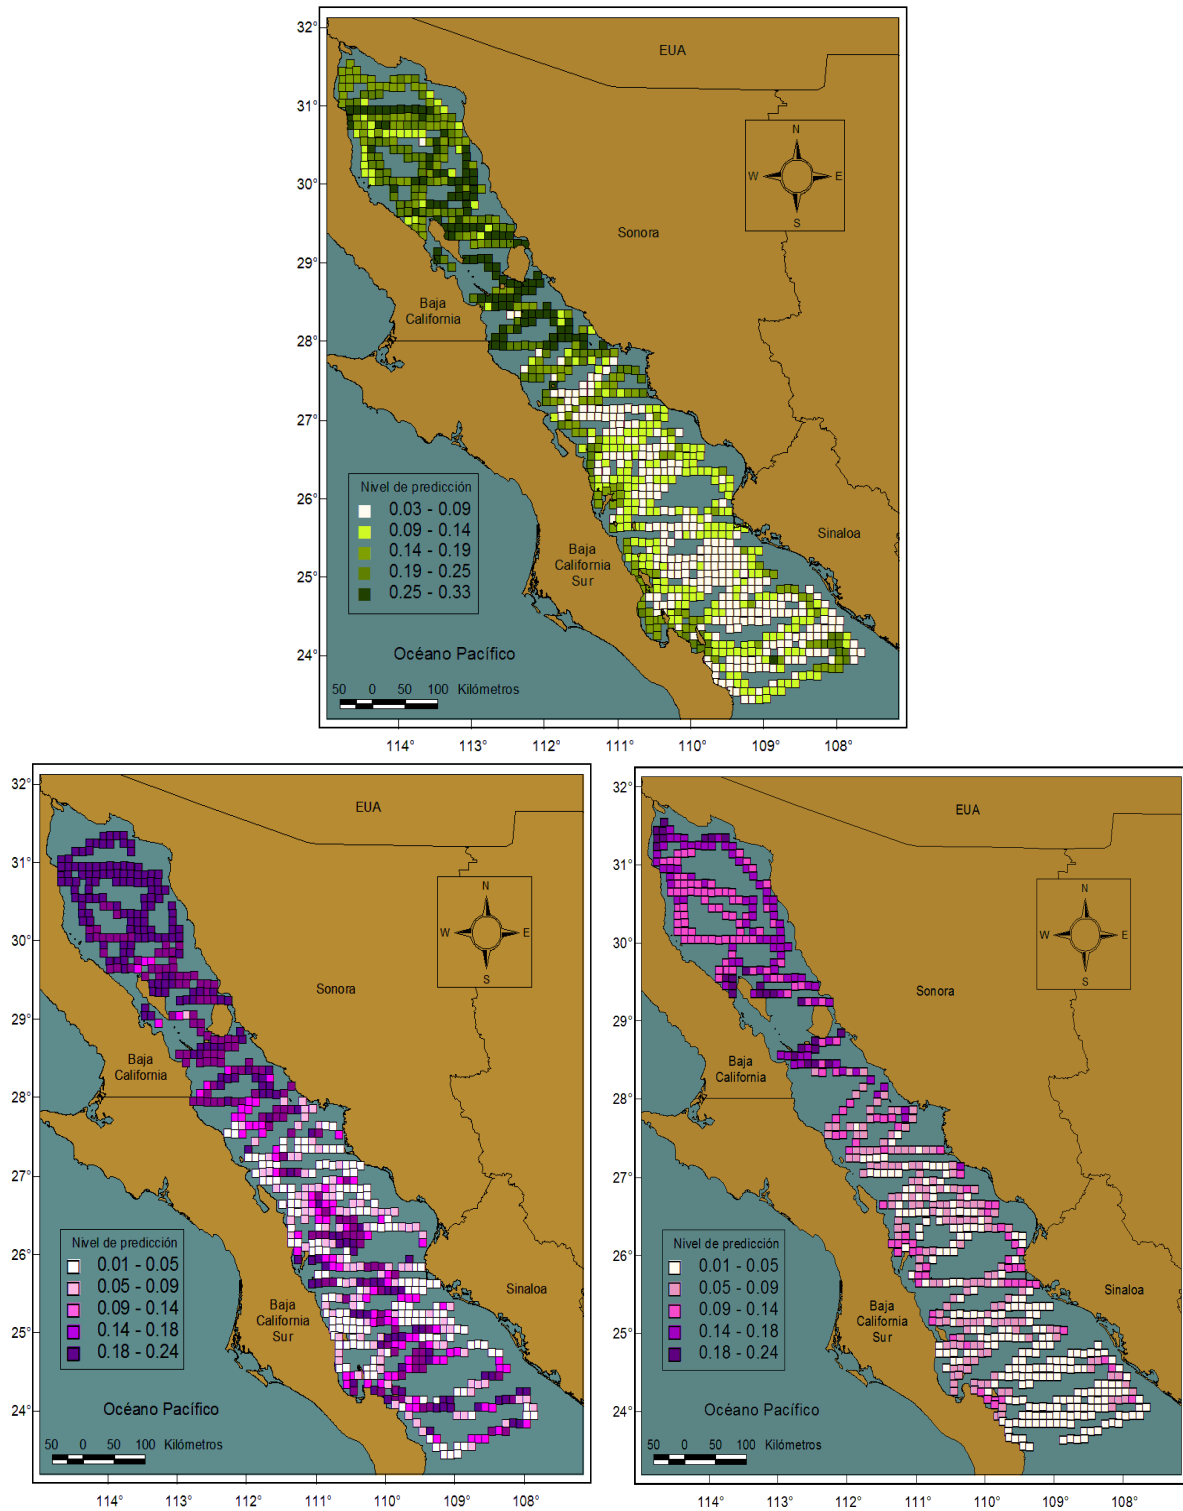 32°
EUA
31°
N
W
E
S
30°
Sonora
29°
Baja
California
28°
27°
Nivel de predicción
0.03 - 0.09
0.09 - 0.14
0.14 - 0.19
0.19 - 0.25
0.25 - 0.33
26°
Sinaloa
Baja
California
Sur
25°
24°
Océano Pacífico
50 0 50 100 Kilómetros
114° 113° 112° 111° 110° 109° 108°
32°
EUA
31°
N
W
E
S
30°
Sonora
29°
Baja
California
28°
27°
Nivel de predicción
0.01 - 0.05
0.05 - 0.09
0.09 - 0.14
0.14 - 0.18
0.18 - 0.24
26°
Sinaloa
Baja
California
Sur
25°
24°
Océano Pacífico
50 0 50 100 Kilómetros
114° 113° 112° 111° 110° 109° 108°
32°
EUA
31°
N
W
E
S
30°
Sonora
29°
Baja
California
28°
27°
Nivel de predicción
0.01 - 0.05
0.05 - 0.09
0.09 - 0.14
0.14 - 0.18
0.18 - 0.24
26°
Sinaloa
Baja
California
Sur
25°
24°
Océano Pacífico
50 0 50 100 Kilómetros
114° 113° 112° 111° 110° 109° 108°